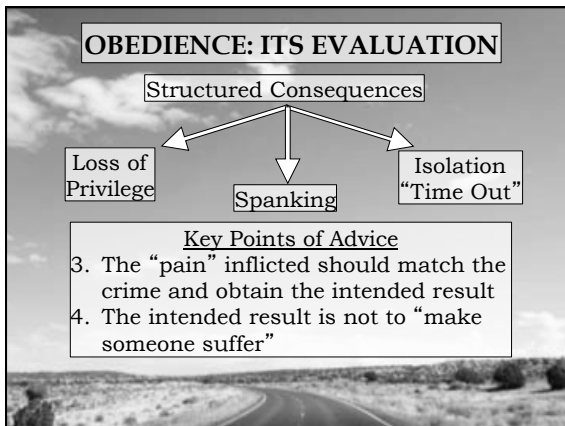 OBEDIENCE: ITS EVALUATION
Structured Consequences
Loss of
Privilege
Spanking
Isolation
“Time Out”
Key Points of Advice
3. The “pain” inflicted should match the
crime and obtain the intended result
4. The intended result is not to “make
someone suffer”